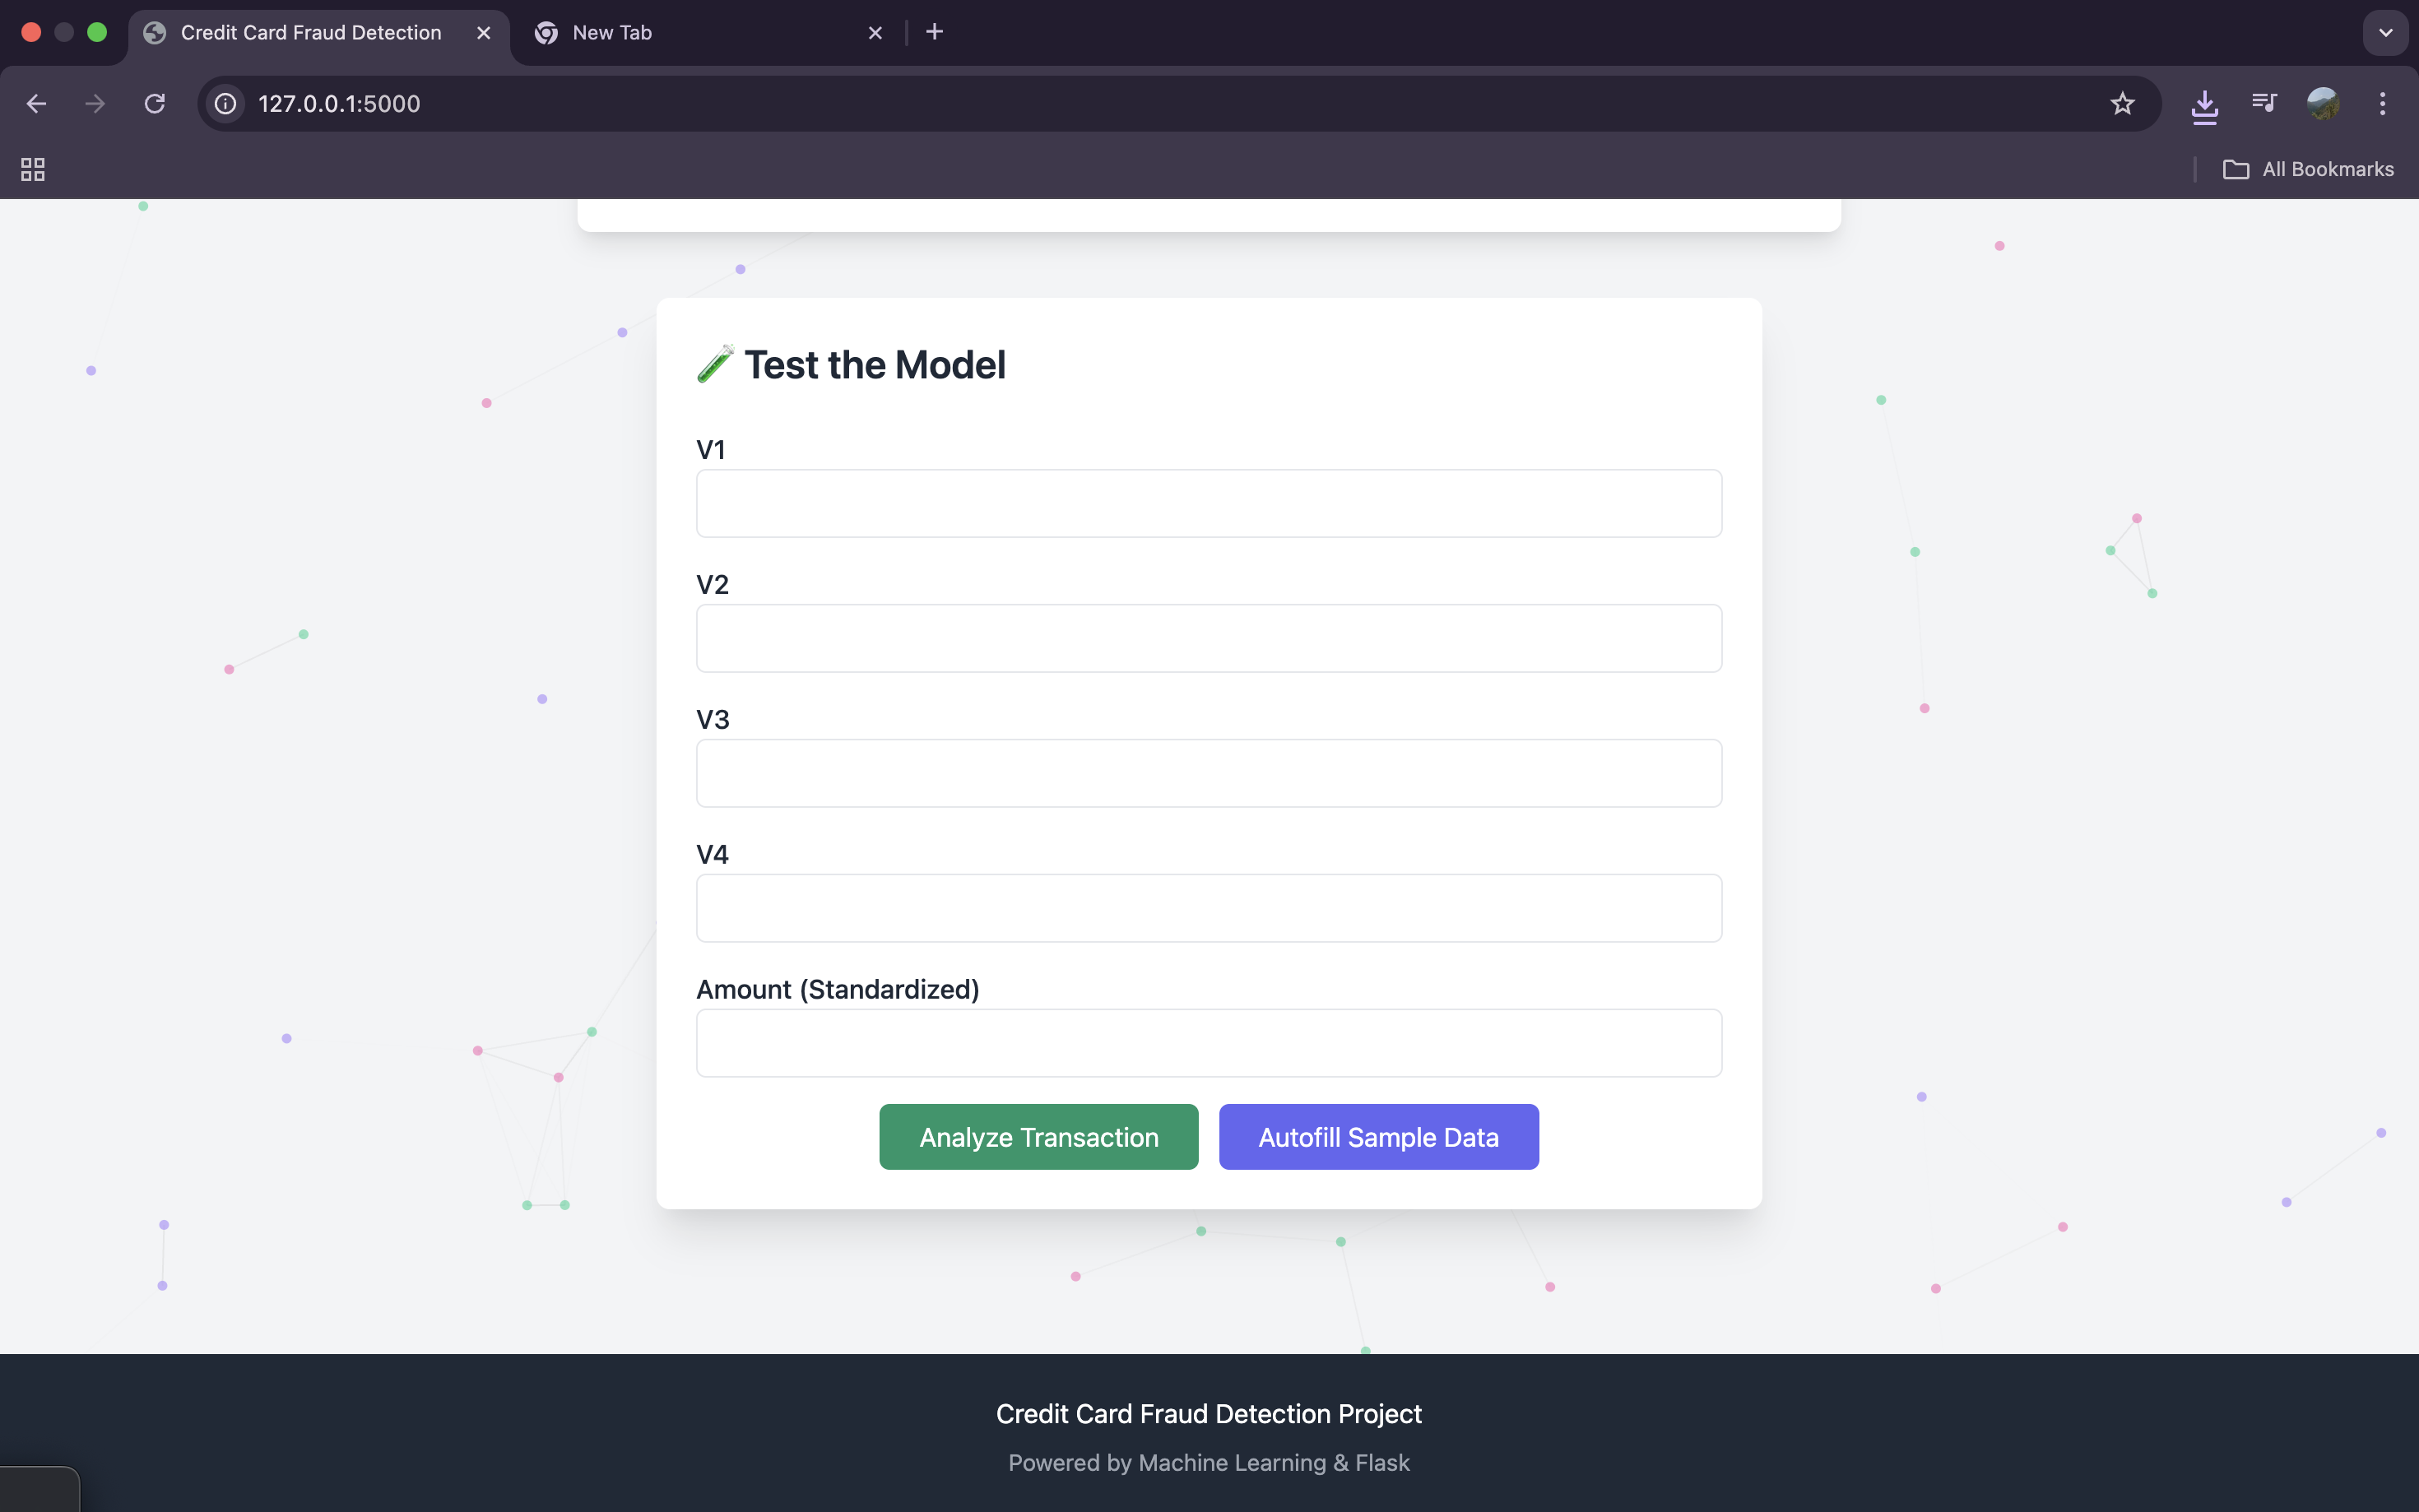 Credit Card Fraud Detection
New Tab
127.0.0.1:5000
All Bookmarks
Test the Model
V1
V2
V3
V4
Amount (Standardized)
Analyze Transaction
Autofill Sample Data
Credit Card Fraud Detection Project
Powered by Machine Learning & Flask